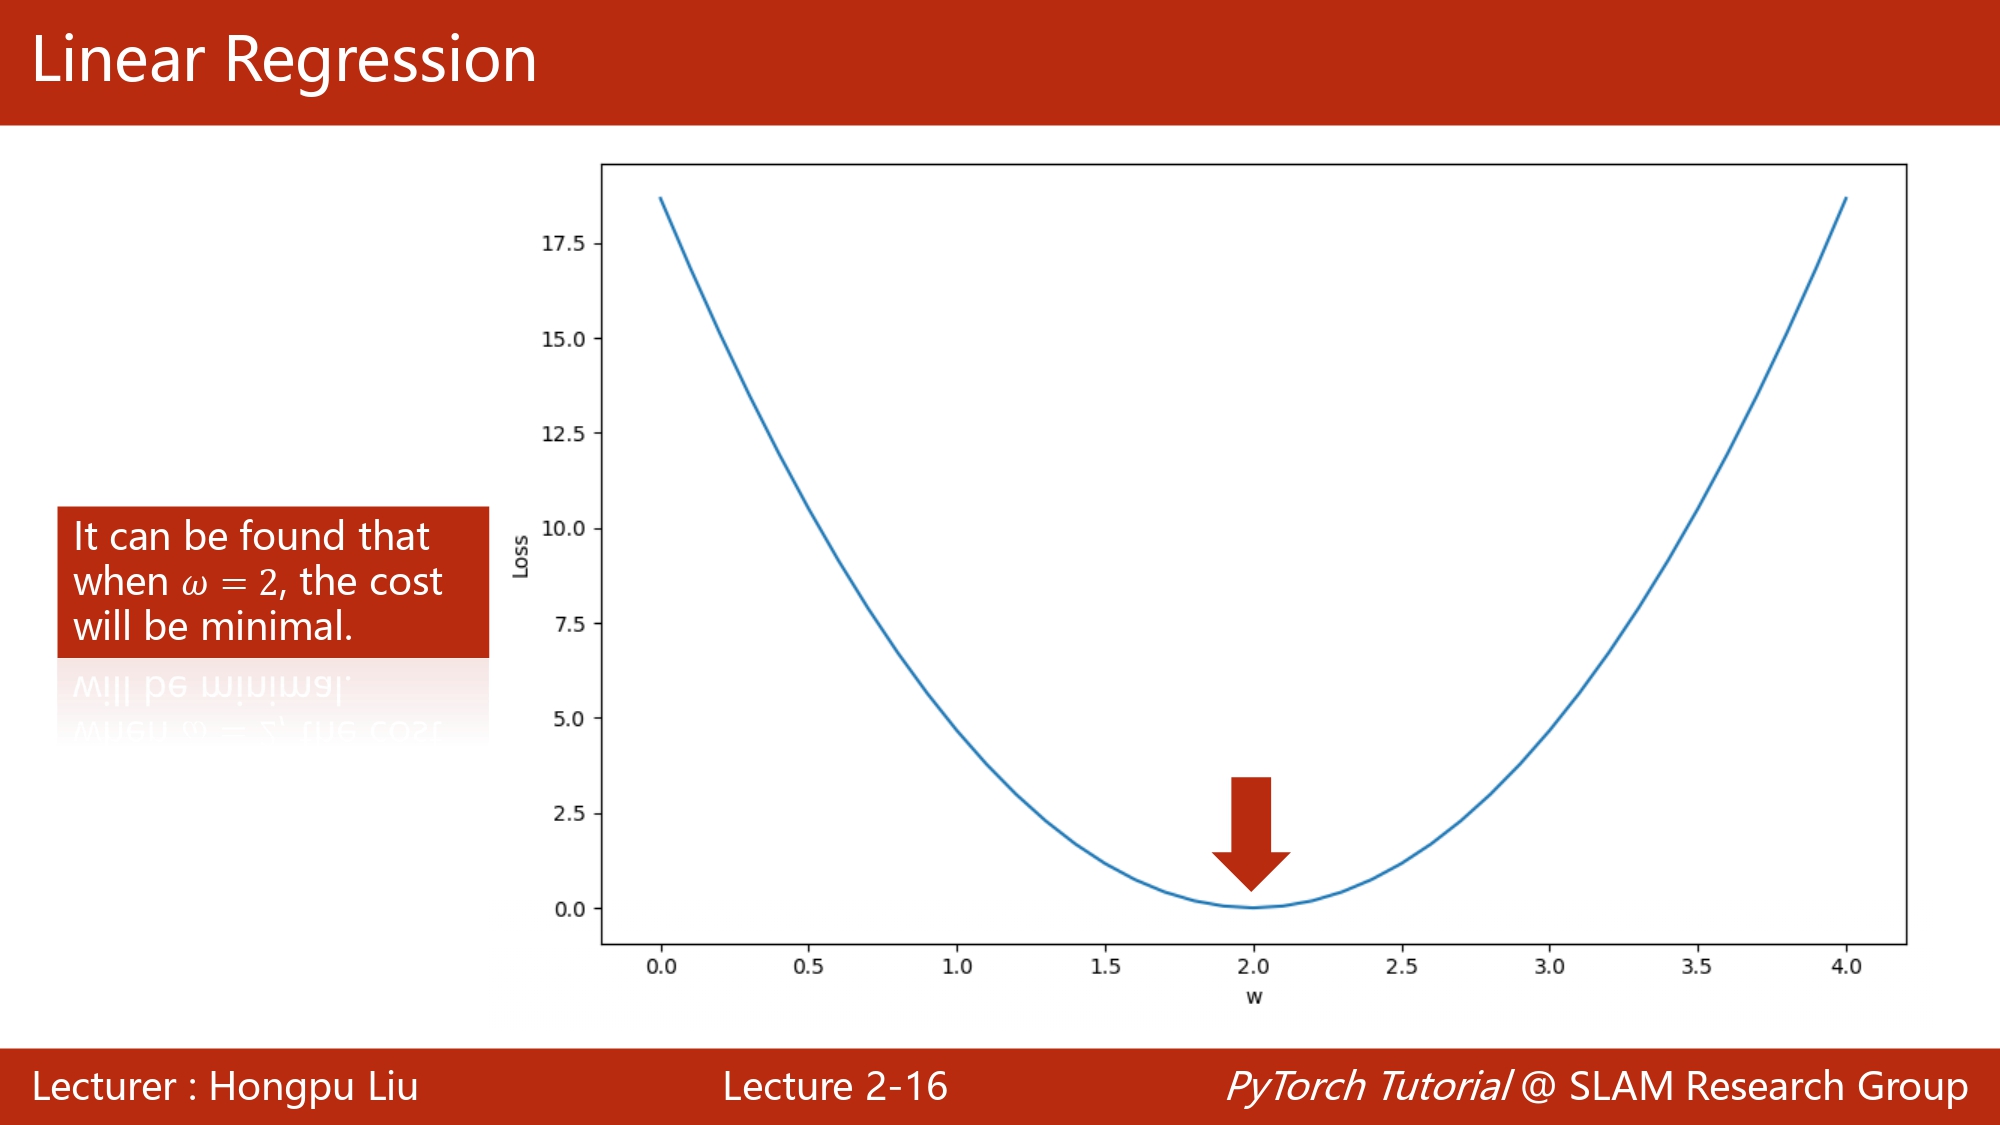 Linear Regression
It can be found that
when ω = 2, the cost
will be minimal.
Loss
17.5
15.0
12.5
10.0
7.5
5.0
2.5
0.0
0.0 0.5 1.0 1.5 2.0 2.5 3.0 3.5 4.0
w
Lecturer : Hongpu Liu
Lecture 2-16
PyTorch Tutorial @ SLAM Research Group